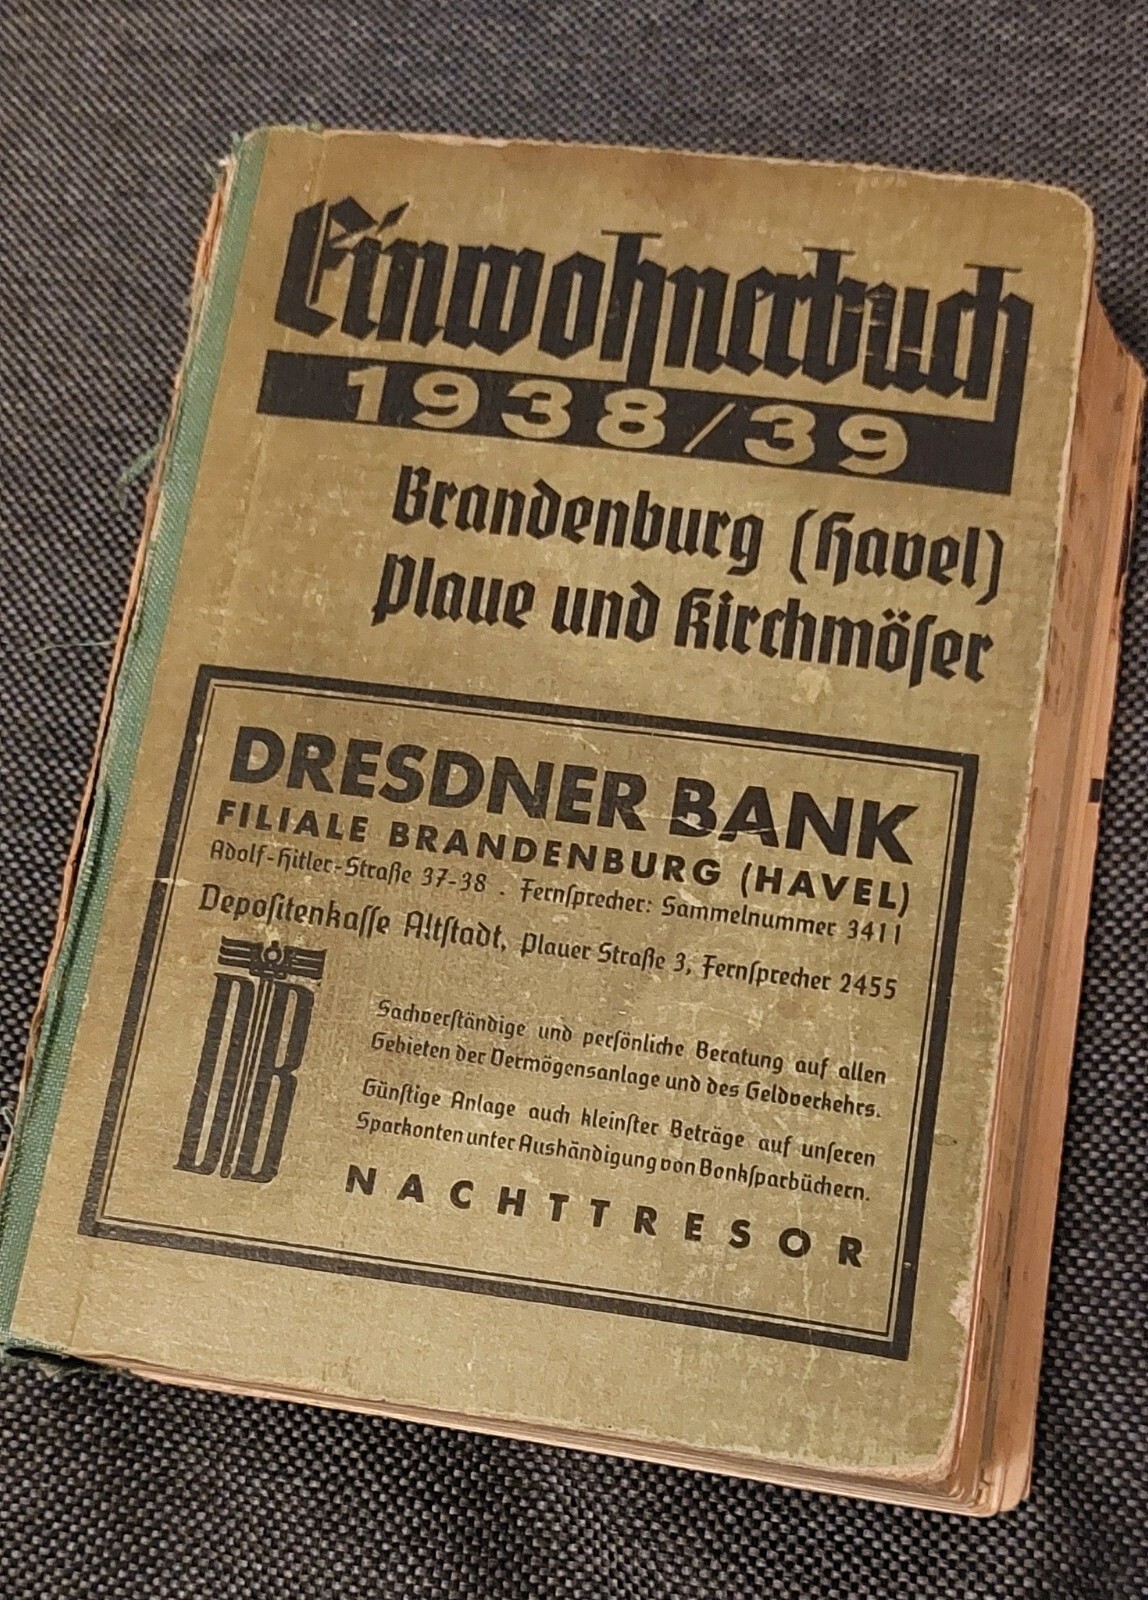 Einwohnerbuch
1938/39
Brandenburg (Havel)
Plaue und Kirchmöſer
DRESDNER BANK
FILIALE BRANDENBURG (HAVEL)
Adolf-Hitler-Straße 37-38 . Fernſprecher: Sammelnummer 3411
Depoſitenkaſſe Altſtadt, Plauer Straße 3, Fernſprecher 2455
DB
Sachverſtändige und perſönliche Beratung auf allen
Gebieten der Vermögensanlage und des Geldverkehrs.
Günſtige Anlage auch kleinſter Beträge auf unſeren
Sparkonten unter Aushändigung von Bankſparbüchern.
NACHTTRESOR